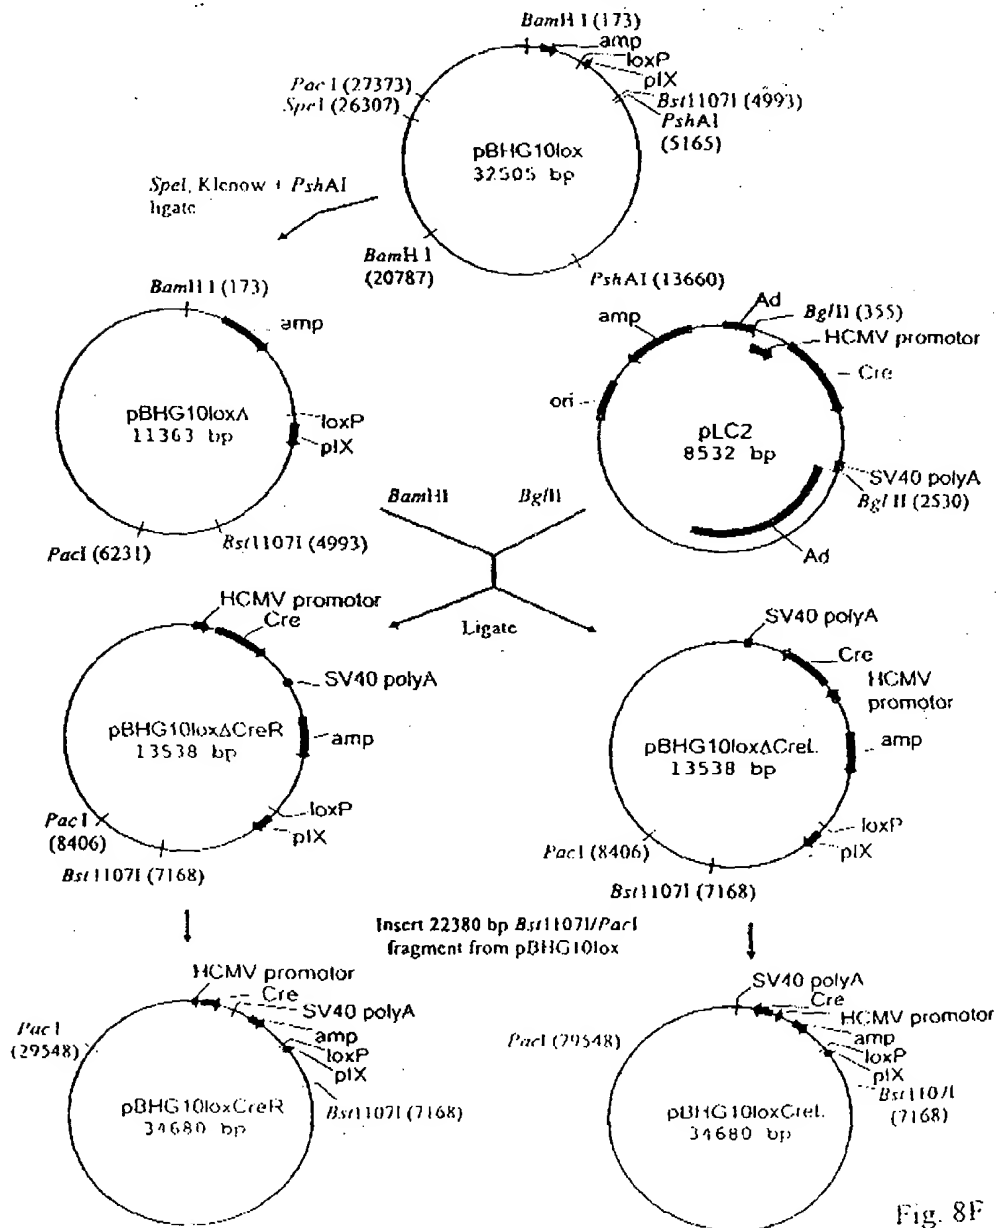 BamH I (173)
amp
loxP
pIX
Pac I (27373)
SpeI (26307)
Bst1107I (4993)
PshAI
(5165)
pBHG10lox
32505 bp
SpeI, Klenow + PshAI
ligate
BamH I
(20787)
PshAI (13660)
BamH I (173)
amp
loxP
pIX
pBHG10loxΔ
11363 bp
PacI (6231)
Bst1107I (4993)
Ad
BglII (355)
HCMV promotor
Cre
amp
ori
pLC2
8532 bp
SV40 polyA
Bgl II (2530)
Ad
BamHI
BglII
Ligate
HCMV promotor
Cre
SV40 polyA
pBHG10loxΔCreR
13538 bp
amp
loxP
pIX
Pac I
(8406)
Bst1107I (7168)
SV40 polyA
Cre
HCMV
promotor
pBHG10loxΔCreL
13538 bp
amp
loxP
pIX
PacI (8406)
Bst1107I (7168)
Insert 22380 bp Bst1107I/PacI
fragment from pBHG10lox
HCMV promotor
Cre
SV40 polyA
amp
loxP
pIX
Pac I
(29548)
Bst1107I (7168)
pBHG10loxCreR
34680 bp
SV40 polyA
Cre
HCMV promotor
amp
loxP
pIX
PacI (29548)
Bst1107I
(7168)
pBHG10loxCreL
34680 bp
Fig. 8F